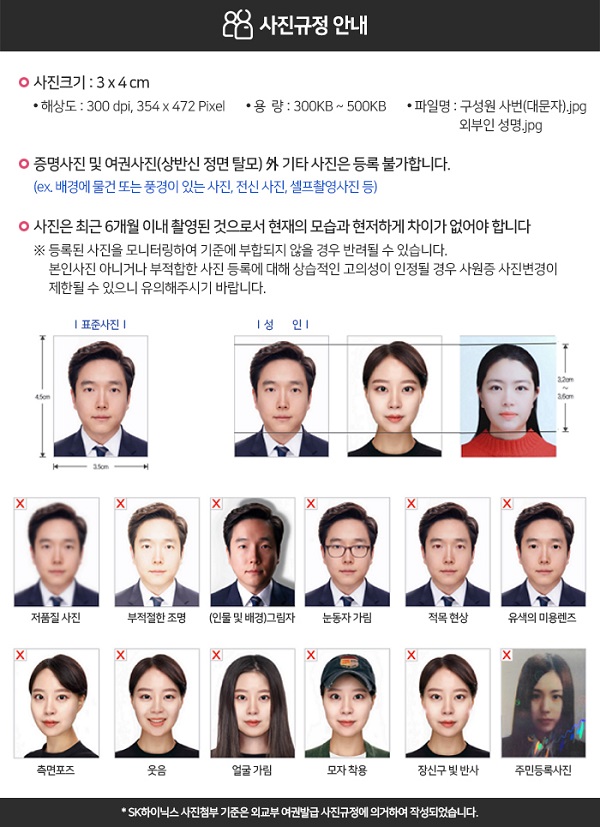 사진규정 안내
사진크기 : 3 x 4 cm
• 해상도 : 300 dpi, 354 x 472 Pixel • 용 량 : 300KB ~ 500KB • 파일명 : 구성원 사번(대문자).jpg
외부인 성명.jpg
증명사진 및 여권사진(상반신 정면 탈모) 外 기타 사진은 등록 불가합니다.
(ex. 배경에 물건 또는 풍경이 있는 사진, 전신 사진, 셀프촬영사진 등)
사진은 최근 6개월 이내 촬영된 것으로서 현재의 모습과 현저하게 차이가 없어야 합니다
※ 등록된 사진을 모니터링하여 기준에 부합되지 않을 경우 반려될 수 있습니다.
본인사진 아니거나 부적합한 사진 등록에 대해 상습적인 고의성이 인정될 경우 사원증 사진변경이
제한될 수 있으니 유의해주시기 바랍니다.
I 표준사진 I
I 성 인 I
4.5cm
3.5cm
3.2cm
~
3.6cm
X X X X X X
저품질 사진 부적절한 조명 (인물 및 배경)그림자 눈동자 가림 적목 현상 유색의 미용렌즈
X X X X X X
측면포즈 웃음 얼굴 가림 모자 착용 장신구 빛 반사 주민등록사진
* SK하이닉스 사진첨부 기준은 외교부 여권발급 사진규정에 의거하여 작성되었습니다.